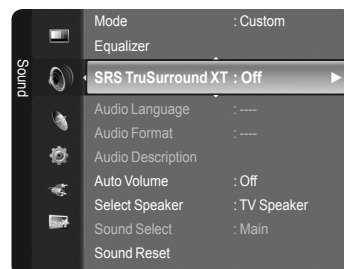 Sound
Mode : Custom
Equalizer
SRS TruSurround XT : Off
Audio Language : ----
Audio Format : ----
Audio Description
Auto Volume : Off
Select Speaker : TV Speaker
Sound Select : Main
Sound Reset